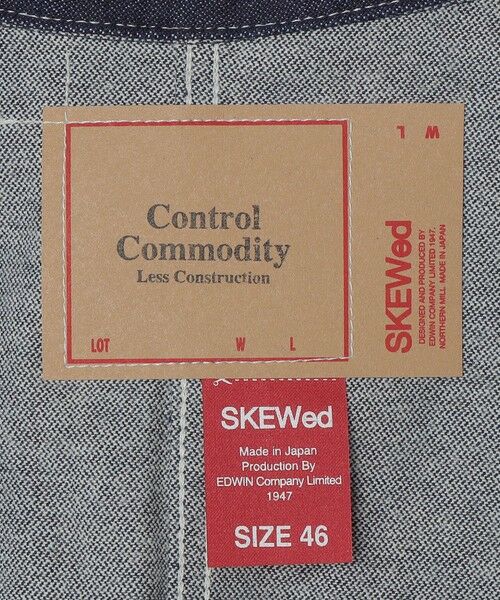 Control
Commodity
Less Construction
LOT W L
W L
SKEWed
DESIGNED AND PRODUCED BY
EDWIN COMPANY LIMITED 1947.
NORTHERN MILL MADE IN JAPAN
SKEWed
Made in Japan
Production By
EDWIN Company Limited
1947
SIZE 46